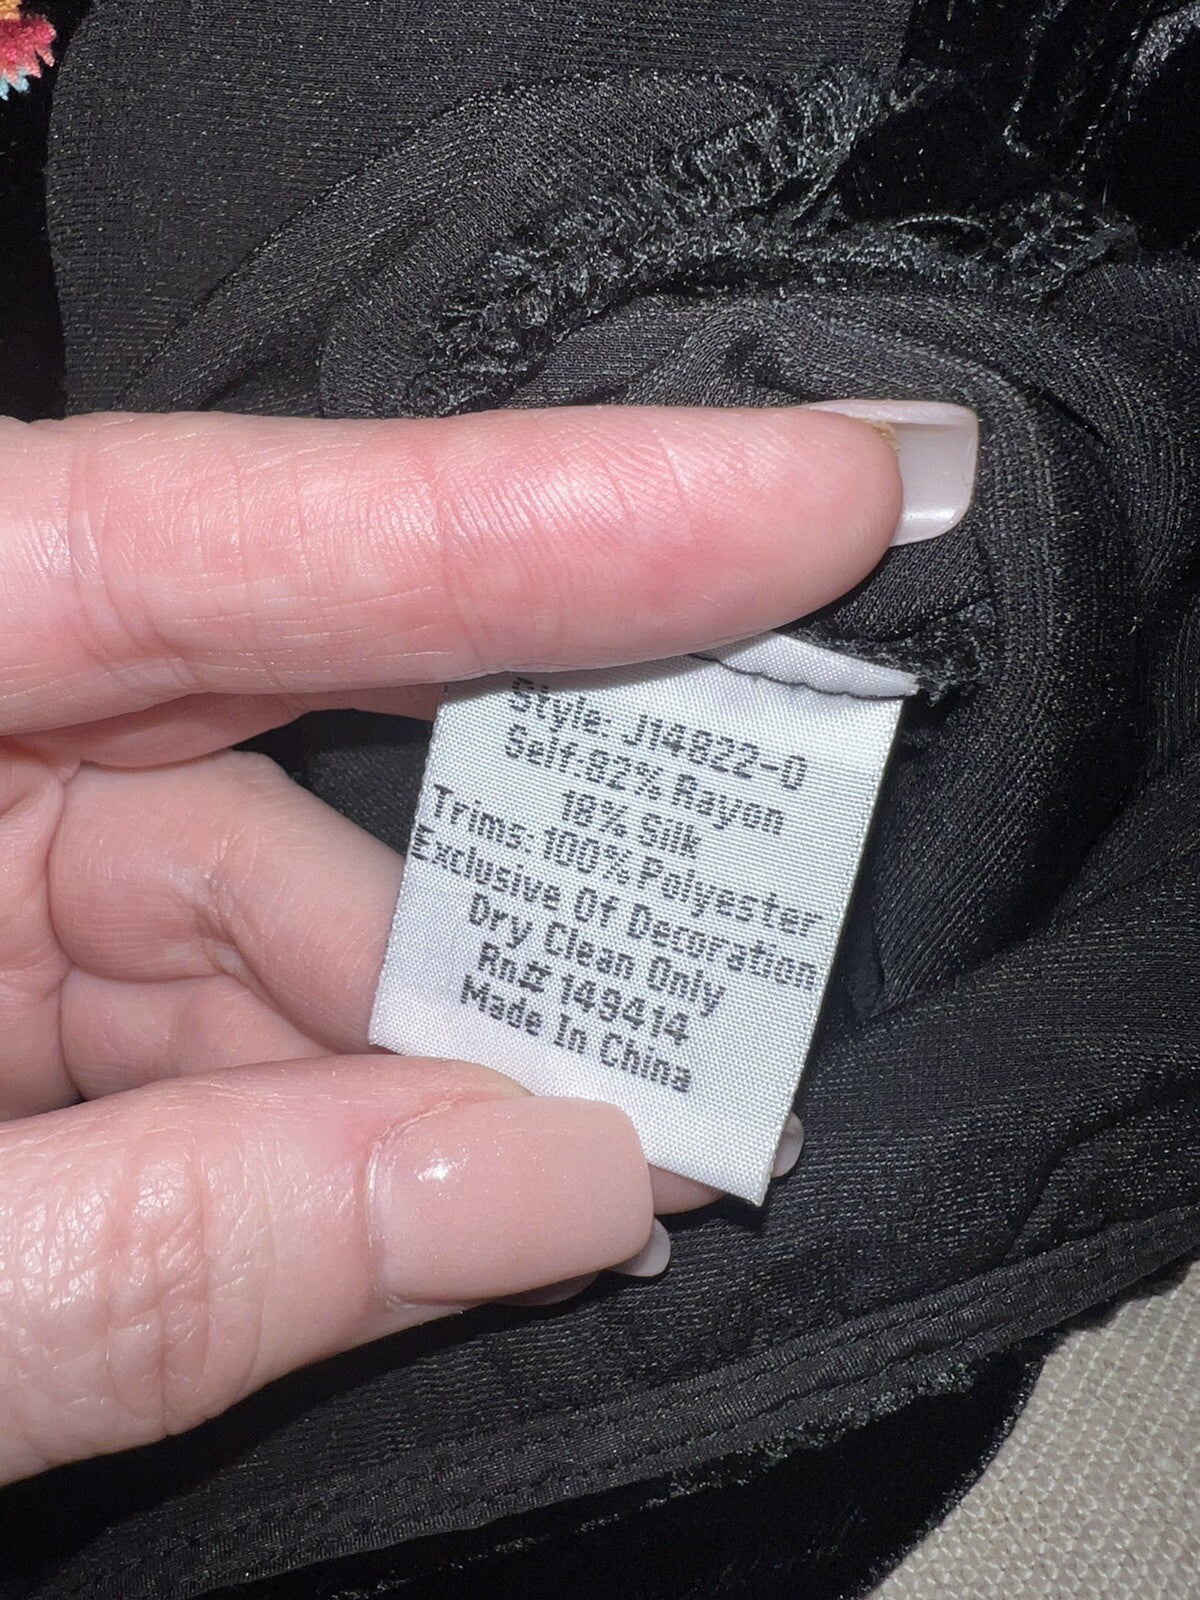 Style: J14822-0
Self:82% Rayon
18% Silk
Trims: 100% Polyester
Exclusive Of Decoration
Dry Clean Only
Rn# 149414
Made In China